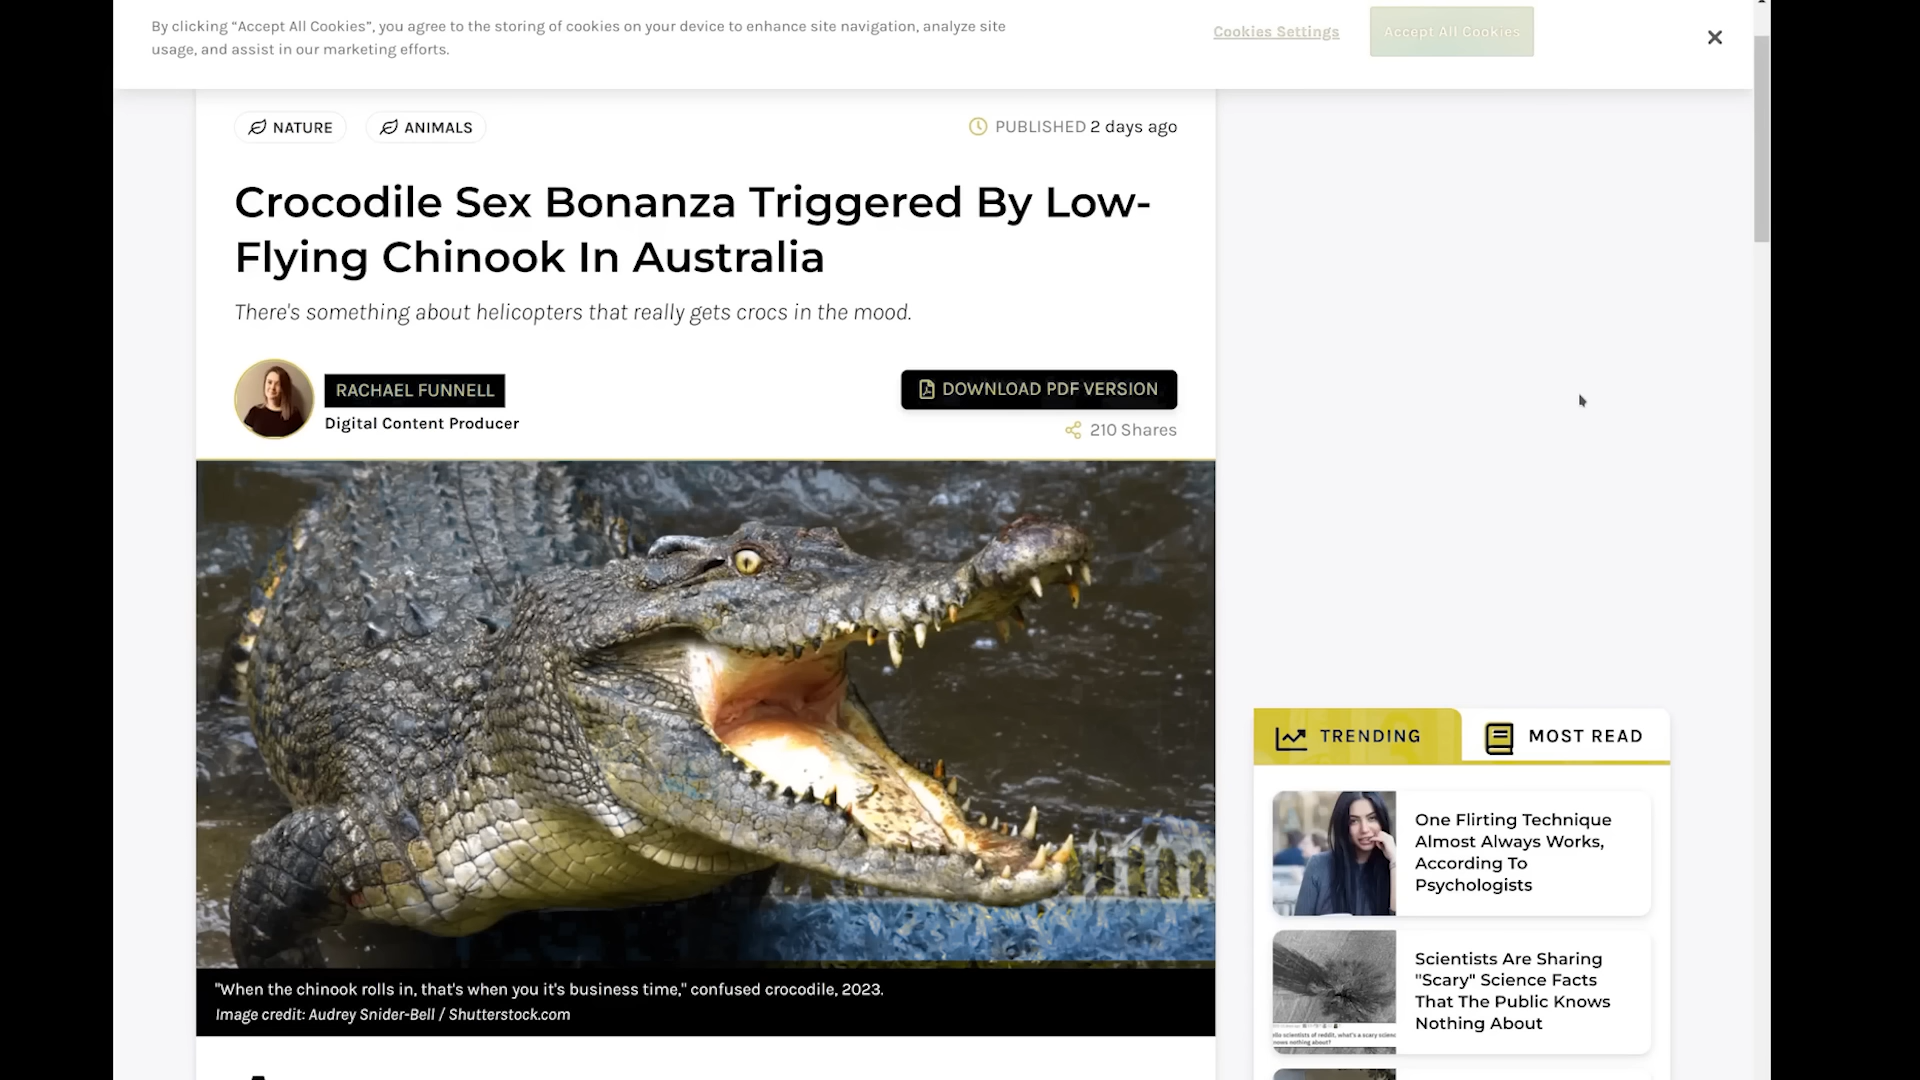 By clicking “Accept All Cookies”, you agree to the storing of cookies on your device to enhance site navigation, analyze site
usage, and assist in our marketing efforts.
Cookies Settings
Accept All Cookies
NATURE
ANIMALS
PUBLISHED 2 days ago
Crocodile Sex Bonanza Triggered By Low-
Flying Chinook In Australia
There's something about helicopters that really gets crocs in the mood.
RACHAEL FUNNELL
Digital Content Producer
DOWNLOAD PDF VERSION
210 Shares
"When the chinook rolls in, that's when you it's business time," confused crocodile, 2023.
Image credit: Audrey Snider-Bell / Shutterstock.com
TRENDING
MOST READ
One Flirting Technique
Almost Always Works,
According To
Psychologists
Scientists Are Sharing
"Scary" Science Facts
That The Public Knows
Nothing About